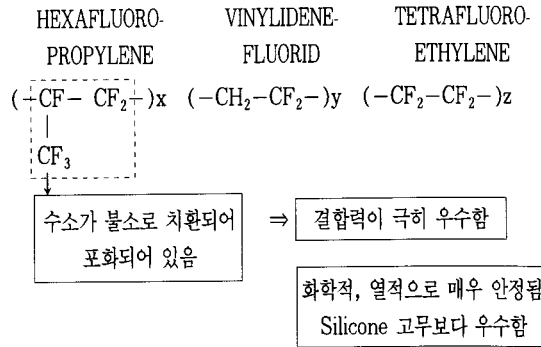 HEXAFLUORO- VINYLIDENE- TETRAFLUORO-
PROPYLENE FLUORID ETHYLENE
(-CF- CF₂-)x (-CH₂-CF₂-)y (-CF₂-CF₂-)z
CF₃
수소가 불소로 치환되어 ⇒ 결합력이 극히 우수함
포화되어 있음
화학적, 열적으로 매우 안정됨
Silicone 고무보다 우수함